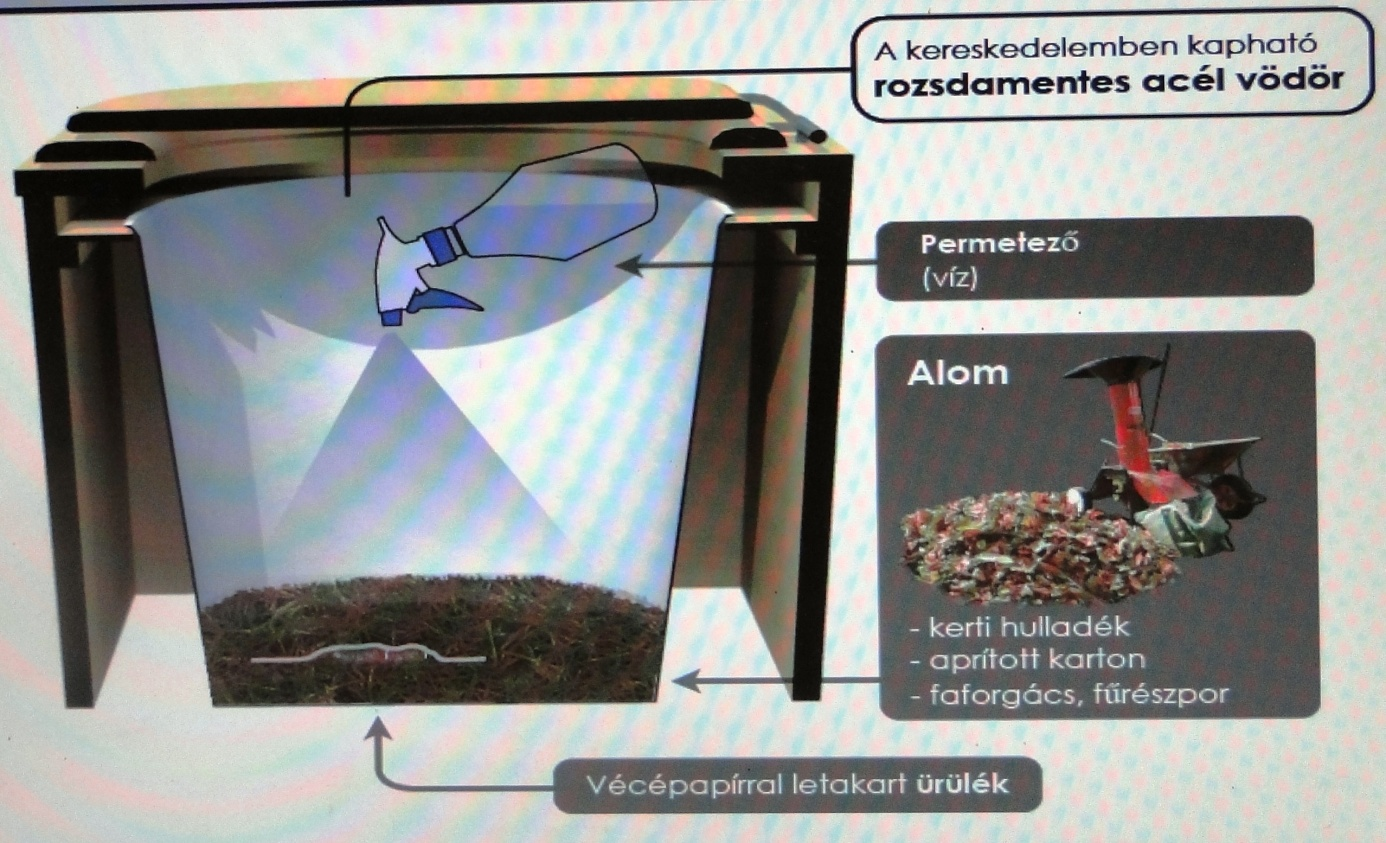 A kereskedelemben kapható
rozsdamentes acél vödör
Permetező
(víz)
Alom
- kerti hulladék
- aprított karton
- faforgács, fűrészpor
Vécépapírral letakart ürülék